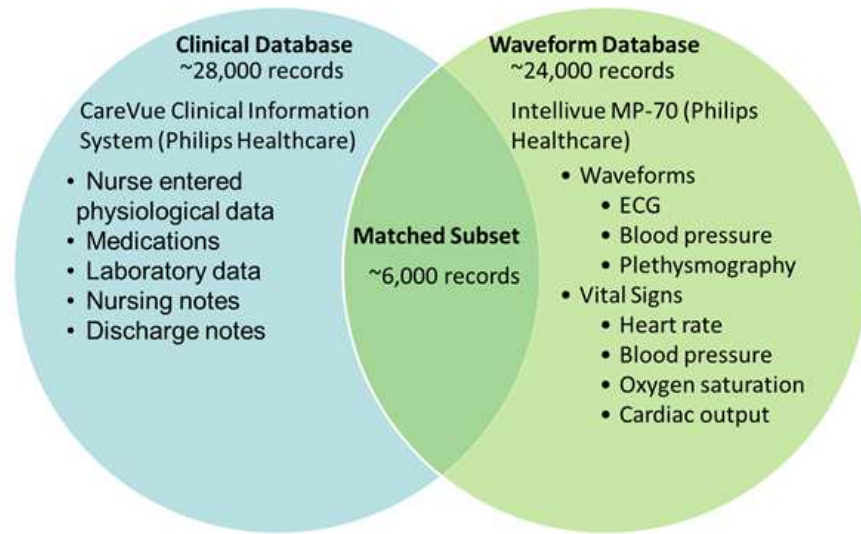 Clinical Database
~28,000 records
CareVue Clinical Information
System (Philips Healthcare)
• Nurse entered
physiological data
• Medications
• Laboratory data
• Nursing notes
• Discharge notes
Matched Subset
~6,000 records
Waveform Database
~24,000 records
Intellivue MP-70 (Philips
Healthcare)
• Waveforms
• ECG
• Blood pressure
• Plethysmography
• Vital Signs
• Heart rate
• Blood pressure
• Oxygen saturation
• Cardiac output